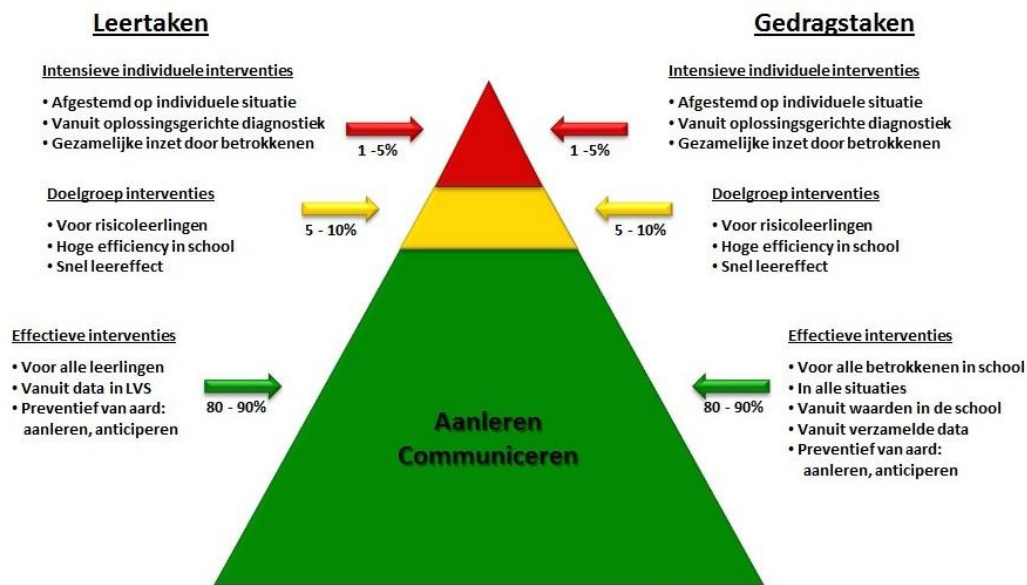 Leertaken
Intensieve individuele interventies
• Afgestemd op individuele situatie
• Vanuit oplossingsgerichte diagnostiek
• Gezamelijke inzet door betrokkenen
1 -5%
Doelgroep interventies
• Voor risicoleerlingen
• Hoge efficiency in school
• Snel leereffect
5 - 10%
Effectieve interventies
• Voor alle leerlingen
• Vanuit data in LVS
• Preventief van aard:
aanleren, anticiperen
80 - 90%
Aanleren
Communiceren
Gedragstaken
Intensieve individuele interventies
• Afgestemd op individuele situatie
• Vanuit oplossingsgerichte diagnostiek
• Gezamelijke inzet door betrokkenen
1 -5%
Doelgroep interventies
• Voor risicoleerlingen
• Hoge efficiency in school
• Snel leereffect
5 - 10%
Effectieve interventies
• Voor alle betrokkenen in school
• In alle situaties
• Vanuit waarden in de school
• Vanuit verzamelde data
• Preventief van aard:
aanleren, anticiperen
80 - 90%